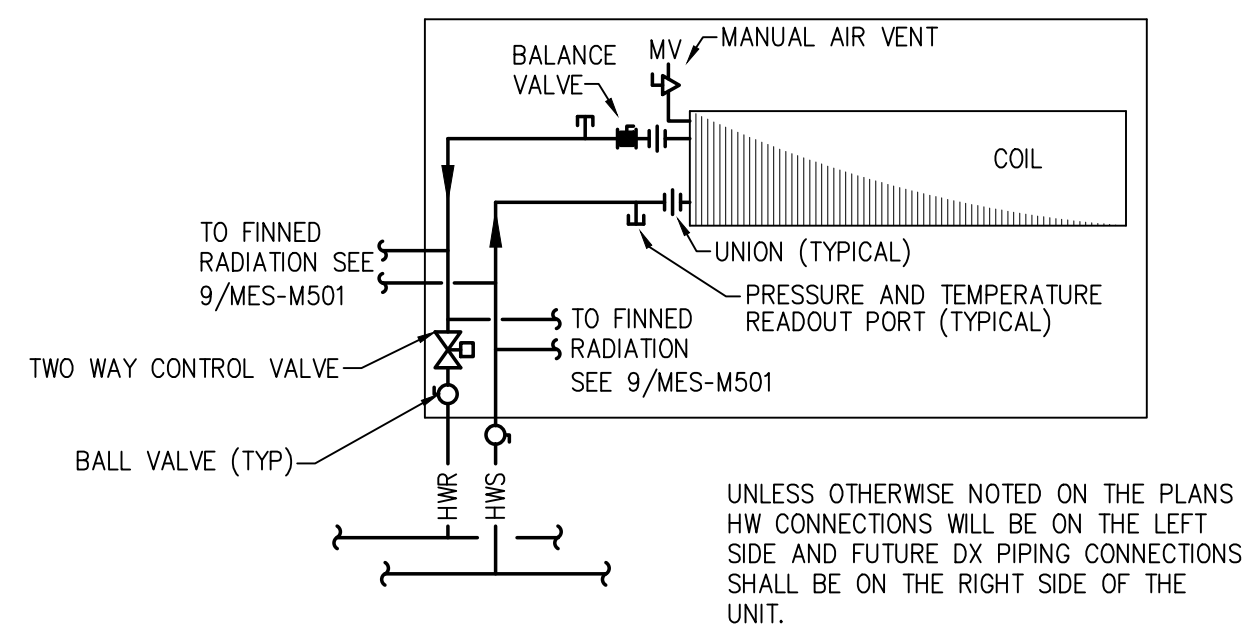 MV
MANUAL AIR VENT
BALANCE
VALVE
COIL
TO FINNED
RADIATION SEE
9/MES-M501
UNION (TYPICAL)
PRESSURE AND TEMPERATURE
READOUT PORT (TYPICAL)
TO FINNED
RADIATION
SEE 9/MES-M501
TWO WAY CONTROL VALVE
BALL VALVE (TYP)
HWR
HWS
UNLESS OTHERWISE NOTED ON THE PLANS
HW CONNECTIONS WILL BE ON THE LEFT
SIDE AND FUTURE DX PIPING CONNECTIONS
SHALL BE ON THE RIGHT SIDE OF THE
UNIT.